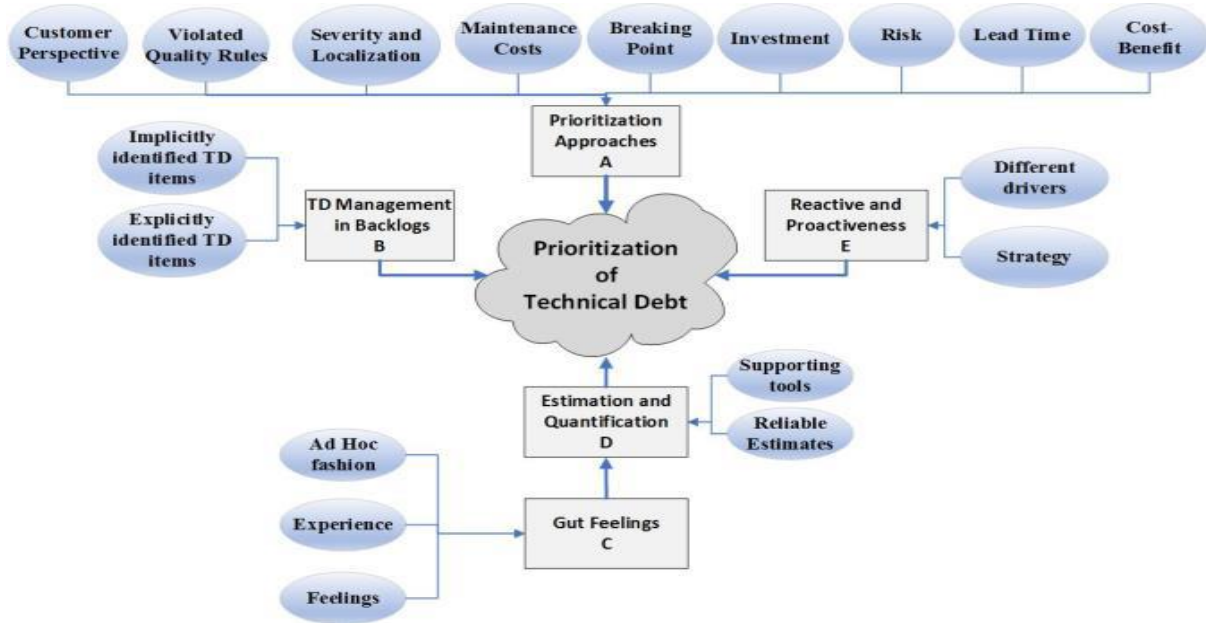 Customer
Perspective
Violated
Quality Rules
Severity and
Localization
Maintenance
Costs
Breaking
Point
Investment
Risk
Lead Time
Cost-
Benefit
Prioritization
Approaches
A
Implicitly
identified TD
items
Explicitly
identified TD
items
TD Management
in Backlogs
B
Prioritization
of
Technical Debt
Reactive and
Proactiveness
E
Different
drivers
Strategy
Estimation and
Quantification
D
Supporting
tools
Reliable
Estimates
Ad Hoc
fashion
Experience
Feelings
Gut Feelings
C